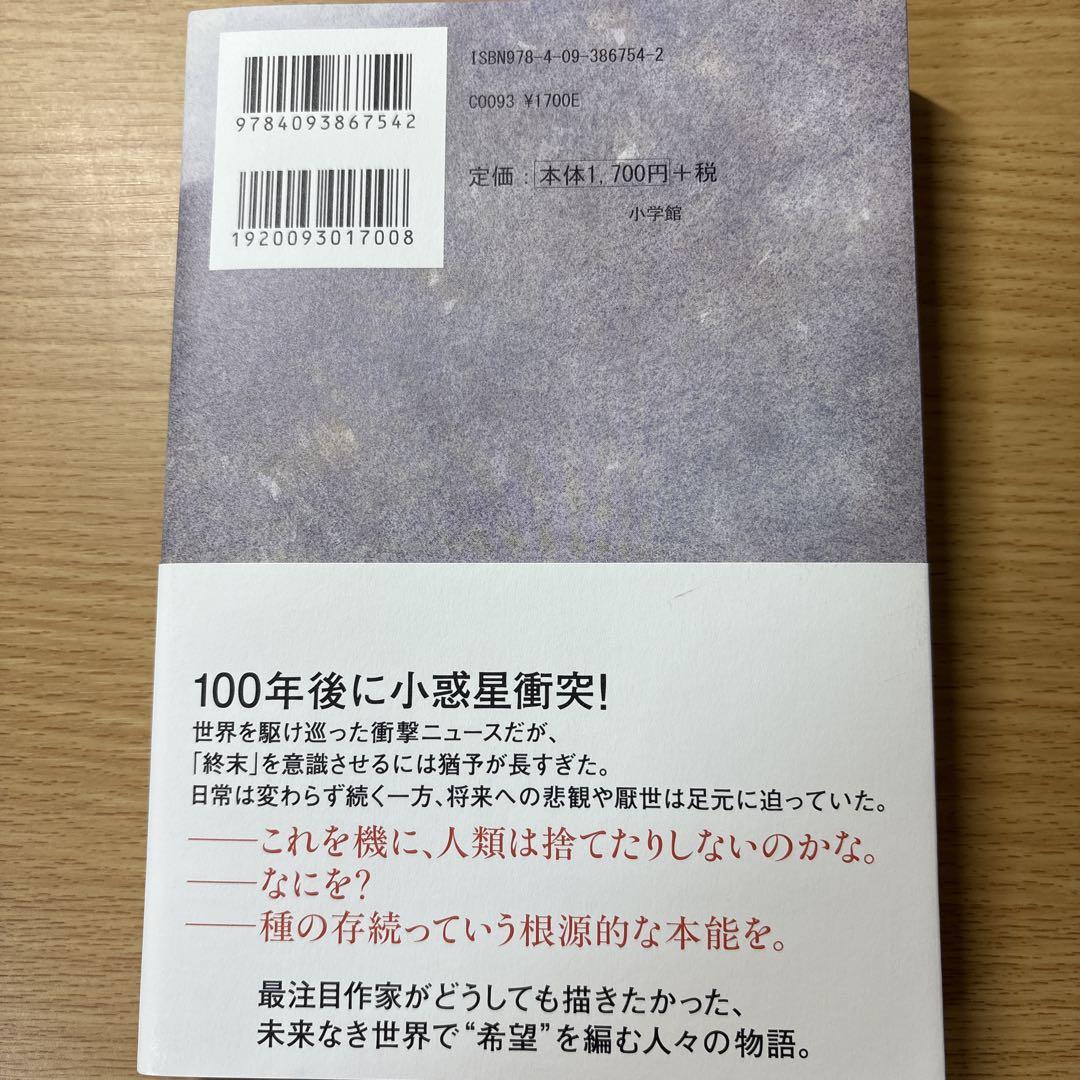 9784093867542
1920093017008
ISBN978-4-09-386754-2
C0093 ¥1700E
定価：本体1,700円+税
小学館
100年後に小惑星衝突！
世界を駆け巡った衝撃ニュースだが、
「終末」を意識させるには猶予が長すぎた。
日常は変わらず続く一方、将来への悲観や厭世は足元に迫っていた。
——これを機に、人類は捨てたりしないのかな。
——なにを？
——種の存続っていう根源的な本能を。
最注目作家がどうしても描きたかった、
未来なき世界で“希望”を編む人々の物語。